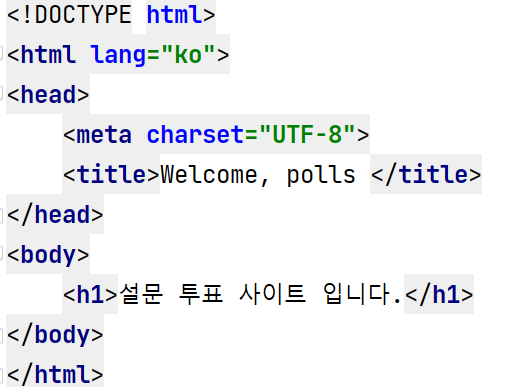 <!DOCTYPE html>
<html lang="ko">
<head>
    <meta charset="UTF-8">
    <title>Welcome, polls </title>
</head>
<body>
    <h1>설문 투표 사이트 입니다.</h1>
</body>
</html>